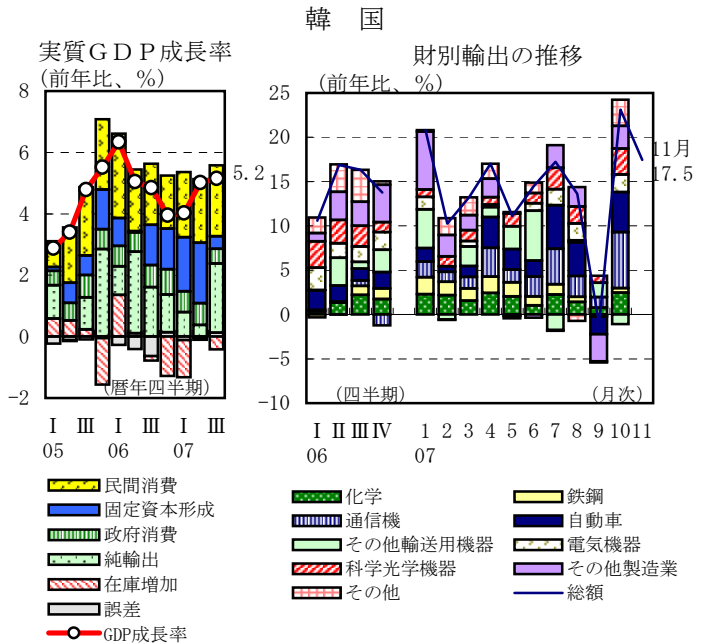 韓　国
実質ＧＤＰ成長率
(前年比、%)
8
6
4
2
0
-2
5.2
(暦年四半期)
Ⅰ Ⅲ Ⅰ Ⅲ Ⅰ Ⅲ
05 06 07
民間消費
固定資本形成
政府消費
純輸出
在庫増加
誤差
GDP成長率
財別輸出の推移
(前年比、%)
25
20
15
10
5
0
-5
-10
11月
17.5
(四半期) (月次)
Ⅰ Ⅱ Ⅲ Ⅳ 1 2 3 4 5 6 7 8 9 10 11
06 07
化学 鉄鋼
通信機 自動車
その他輸送用機器 電気機器
科学光学機器 その他製造業
その他 総額